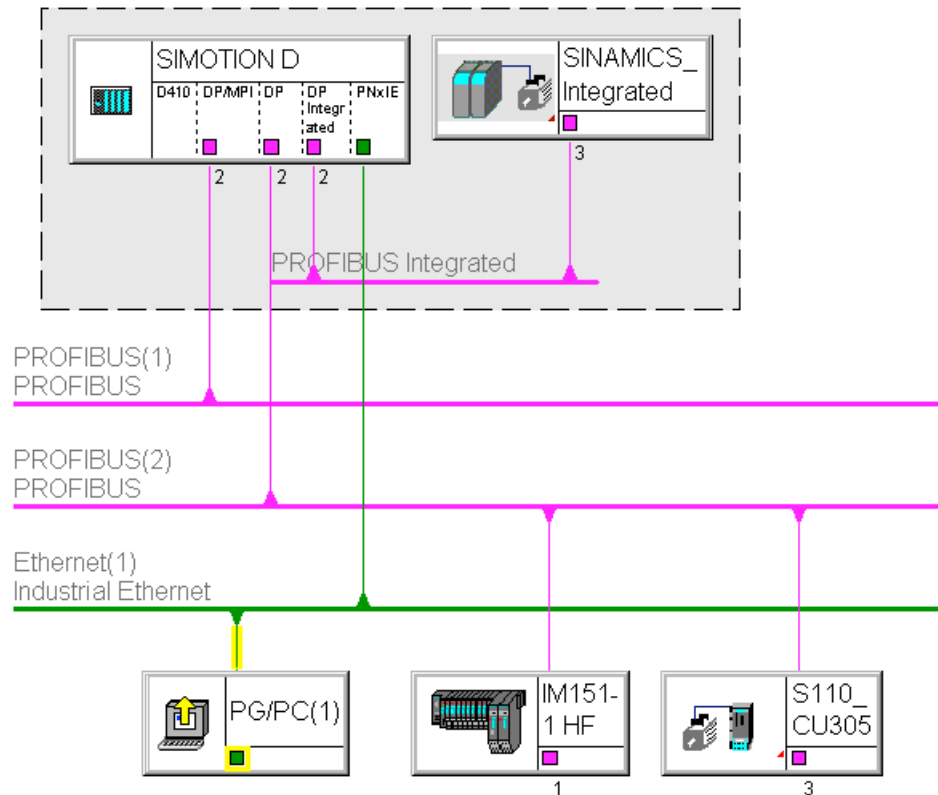 SIMOTION D
D410 DP/MPI DP DP Integr ated PNxIE
2 2 2
SINAMICS_
Integrated
3
PROFIBUS Integrated
PROFIBUS(1)
PROFIBUS
PROFIBUS(2)
PROFIBUS
Ethernet(1)
Industrial Ethernet
PG/PC(1)
IM151-
1 HF
1
S110_
CU305
3